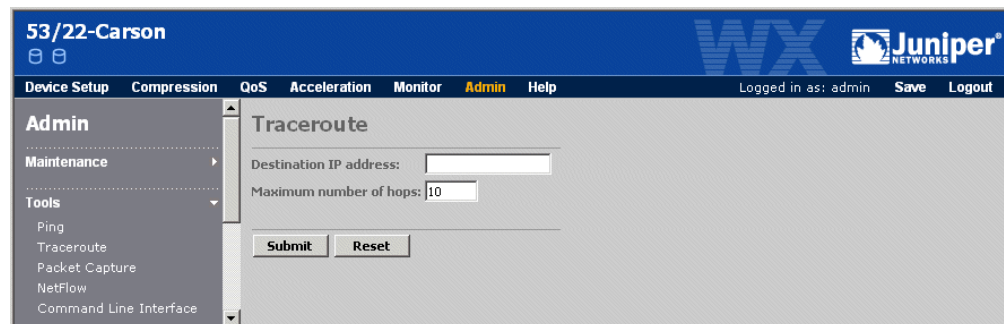 53/22-Carson
WX
Juniper®
NETWORKS
Device Setup Compression QoS Acceleration Monitor Admin Help Logged in as: admin Save Logout
Admin
Maintenance
Tools
Ping
Traceroute
Packet Capture
NetFlow
Command Line Interface
Traceroute
Destination IP address:
Maximum number of hops: 10
Submit Reset